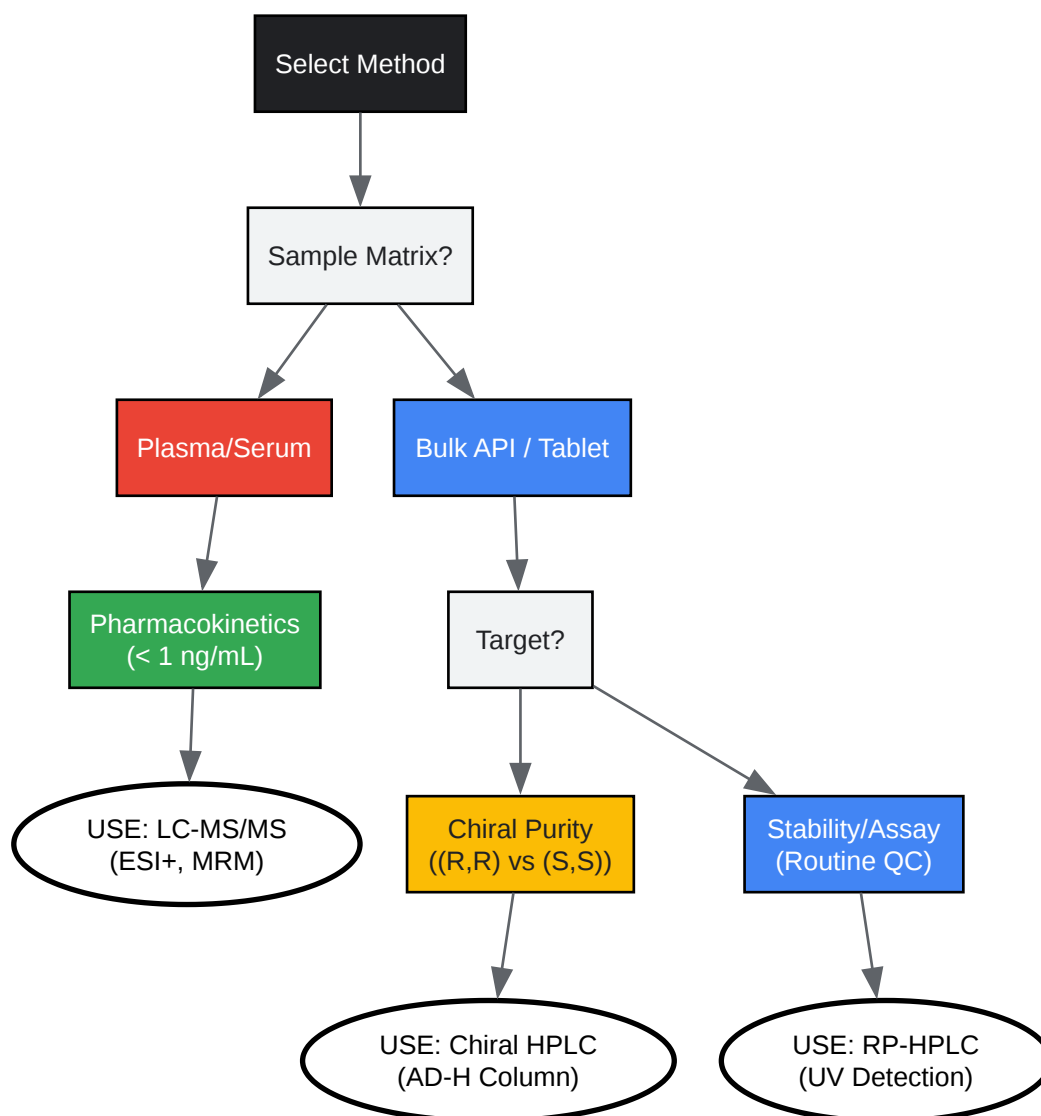 Select Method
Sample Matrix?
Plasma/Serum
Bulk API / Tablet
Pharmacokinetics
(< 1 ng/mL)
Target?
USE: LC-MS/MS
(ESI+, MRM)
Chiral Purity
((R,R) vs (S,S))
Stability/Assay
(Routine QC)
USE: Chiral HPLC
(AD-H Column)
USE: RP-HPLC
(UV Detection)